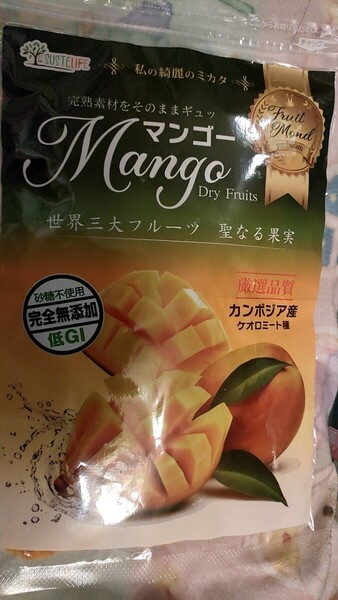 SUSTELIFE
私の綺麗のミカタ
完熟素材をそのままギュッ
マンゴー
Mango
Dry Fruits
Fruit
Mond
世界三大フルーツ 聖なる果実
厳選品質
カンボジア産
ケオロミート種
砂糖不使用
完全無添加
低GI